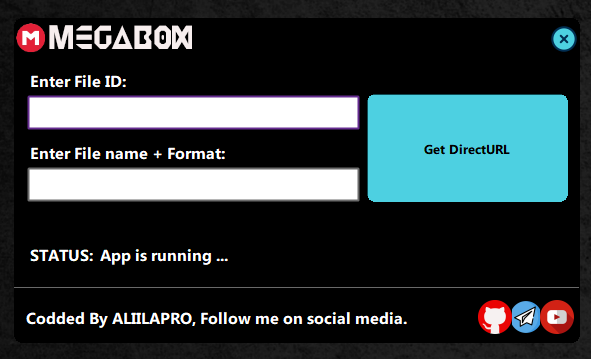 M MEGABOX
Enter File ID:
Enter File name + Format:
Get DirectURL
STATUS: App is running ...
Codded By ALIILAPRO, Follow me on social media.